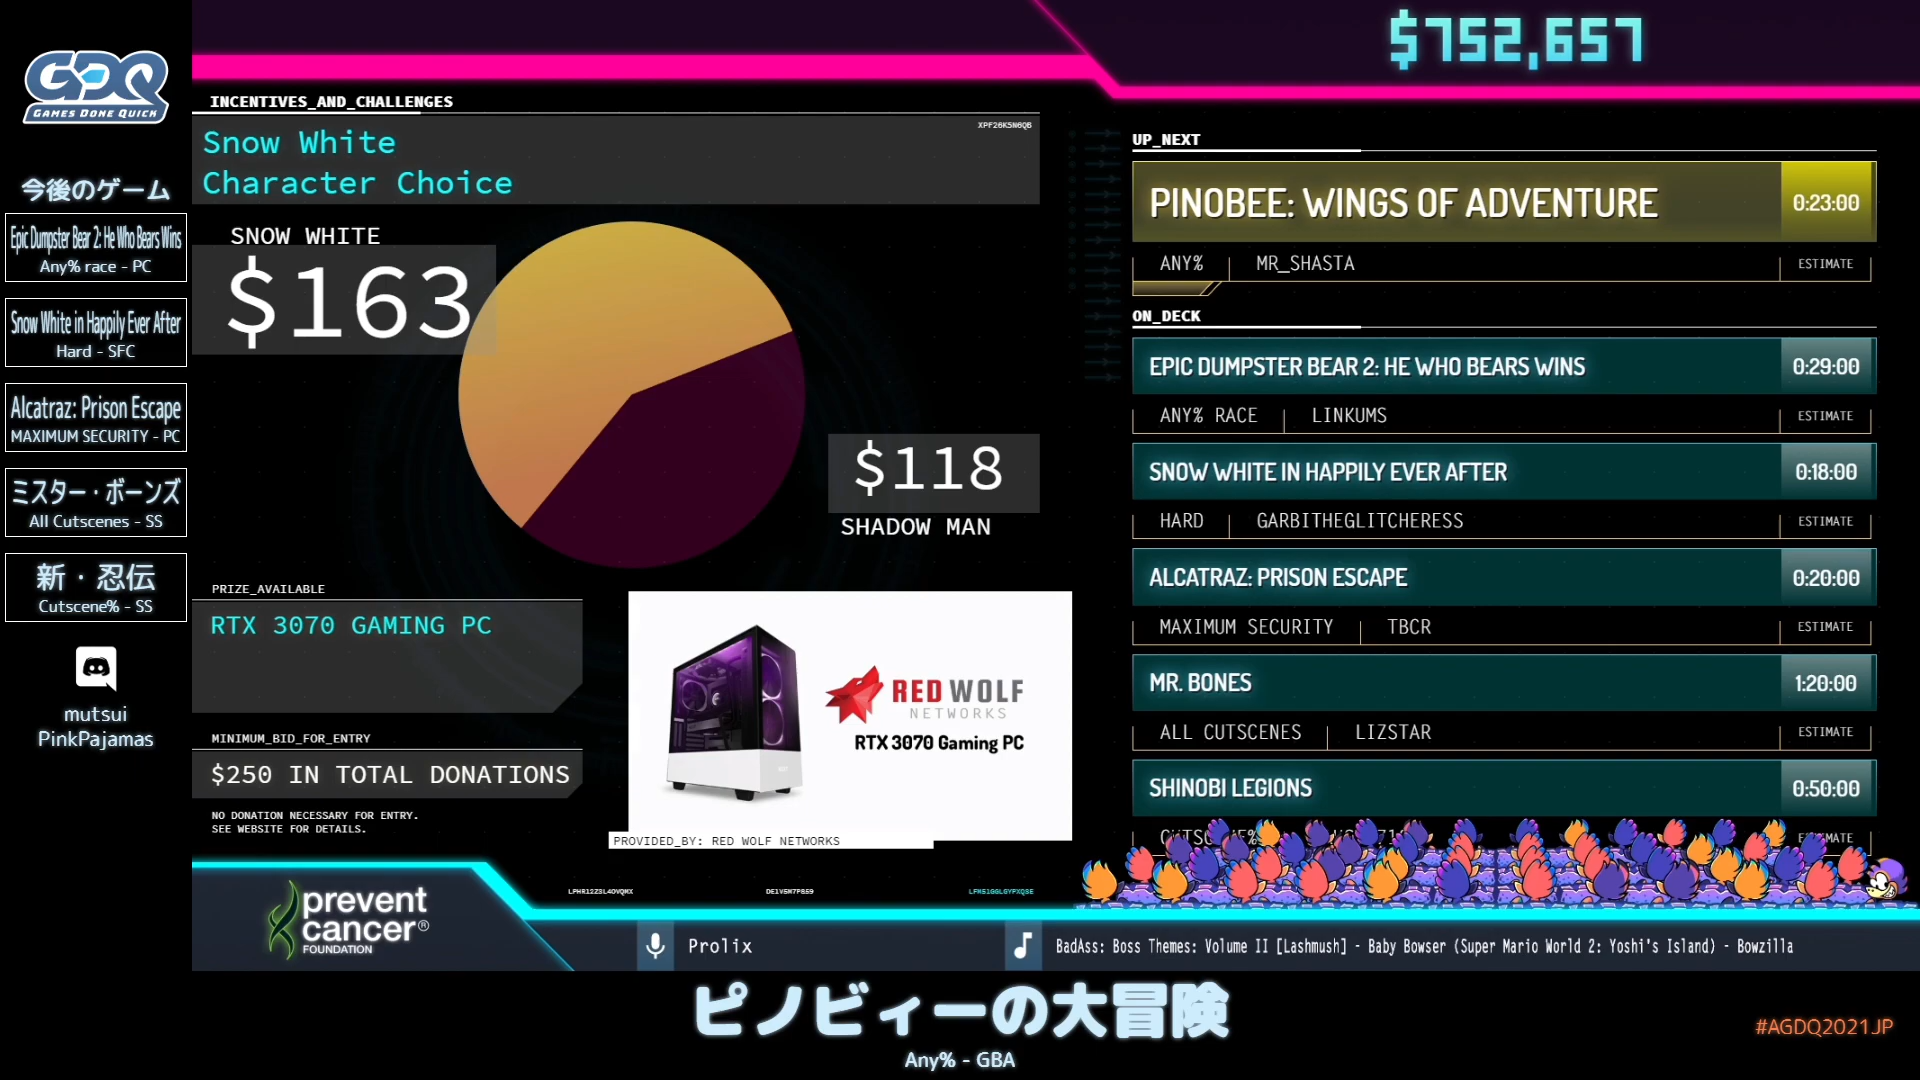 GDQ
GAMES DONE QUICK
今後のゲーム
Epic Dumpster Bear 2: He Who Bears Wins
Any% race - PC
Snow White in Happily Ever After
Hard - SFC
Alcatraz: Prison Escape
MAXIMUM SECURITY - PC
ミスター・ボーンズ
All Cutscenes - SS
新・忍伝
Cutscene% - SS
mutsui
PinkPajamas
$752,657
INCENTIVES_AND_CHALLENGES
Snow White
Character Choice
XPF26K5N6QB
SNOW WHITE
$163
$118
SHADOW MAN
PRIZE_AVAILABLE
RTX 3070 GAMING PC
MINIMUM_BID_FOR_ENTRY
$250 IN TOTAL DONATIONS
NO DONATION NECESSARY FOR ENTRY.
SEE WEBSITE FOR DETAILS.
RED WOLF
NETWORKS
RTX 3070 Gaming PC
PROVIDED_BY: RED WOLF NETWORKS
UP_NEXT
PINOBEE: WINGS OF ADVENTURE 0:23:00
ANY% MR_SHASTA ESTIMATE
ON_DECK
EPIC DUMPSTER BEAR 2: HE WHO BEARS WINS 0:29:00
ANY% RACE LINKUMS ESTIMATE
SNOW WHITE IN HAPPILY EVER AFTER 0:18:00
HARD GARBITHEGLITCHERESS ESTIMATE
ALCATRAZ: PRISON ESCAPE 0:20:00
MAXIMUM SECURITY TBCR ESTIMATE
MR. BONES 1:20:00
ALL CUTSCENES LIZSTAR ESTIMATE
SHINOBI LEGIONS 0:50:00
prevent
cancer®
FOUNDATION
Prolix
BadAss: Boss Themes: Volume II [Lashmush] - Baby Bowser (Super Mario World 2: Yoshi's Island) - Bowzilla
ピノビィーの大冒険
Any% - GBA
#AGDQ2021JP